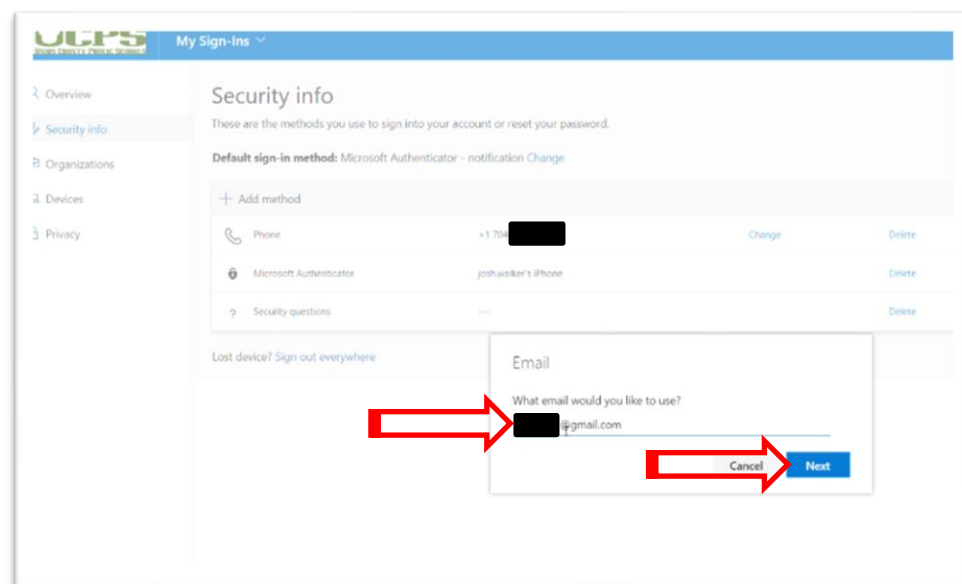 UCPS
My Sign-Ins
Overview
Security info
Organizations
Devices
Privacy
Security info
These are the methods you use to sign into your account or reset your password.
Default sign-in method: Microsoft Authenticator - notification Change
Add method
Phone +1 704 Change Delete
Microsoft Authenticator josh.walker's iPhone Delete
? Security questions --- Delete
Lost device? Sign out everywhere
Email
What email would you like to use?
@gmail.com
Cancel Next